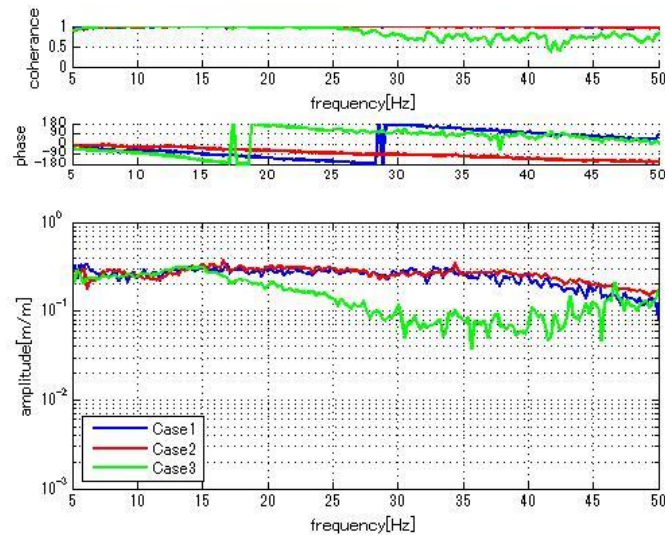 coherance
1
0.5
0
5 10 15 20 25 30 35 40 45 50
frequency[Hz]
phase
180
90
0
-90
-180
5 10 15 20 25 30 35 40 45 50
amplitude[m/m]
10⁰
10⁻¹
10⁻²
10⁻³
Case1
Case2
Case3
5 10 15 20 25 30 35 40 45 50
frequency[Hz]